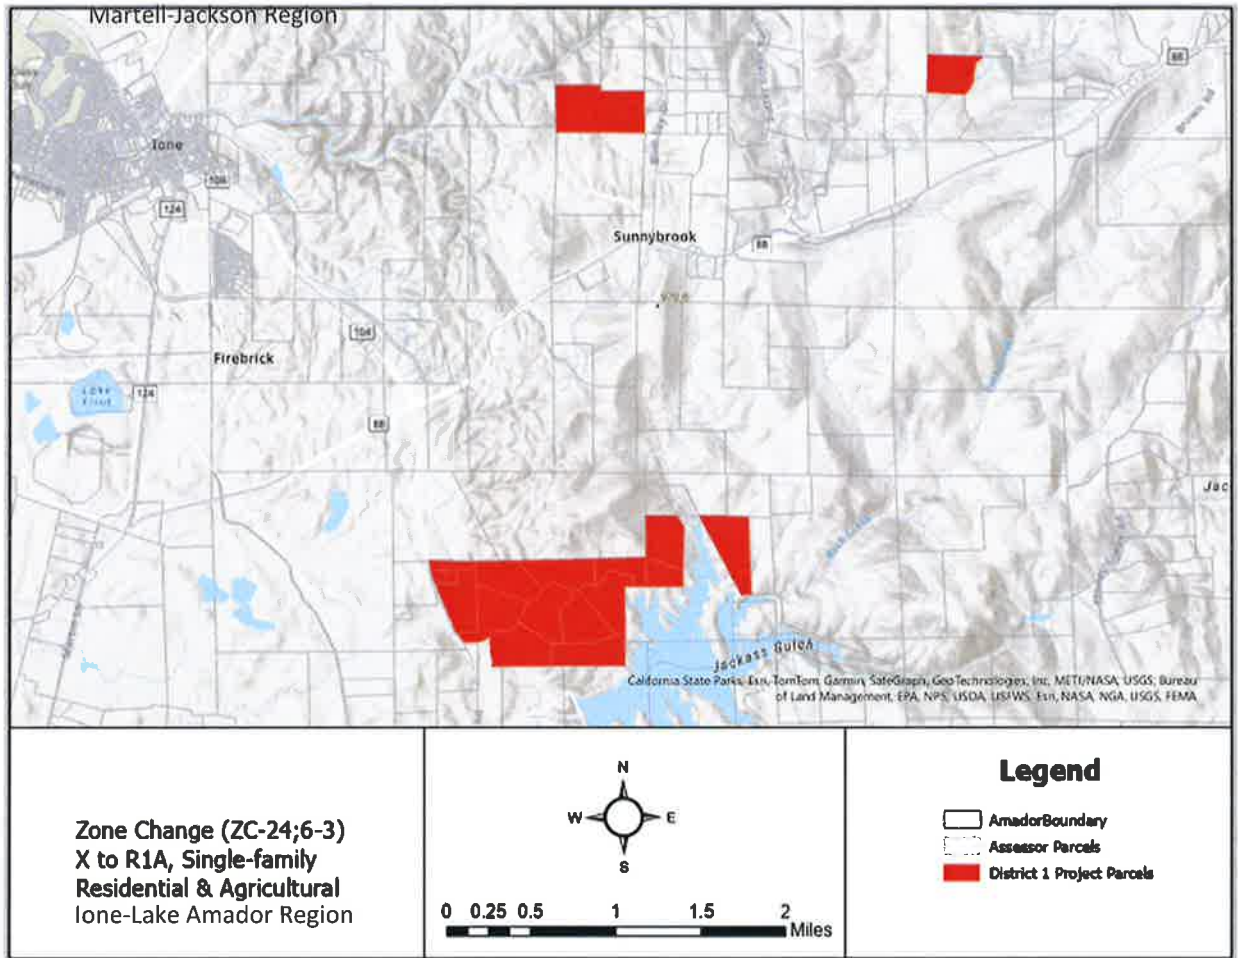 Martell-Jackson Region
88
Ione
104
124
Sunnybrook
88
104
Firebrick
124
88
Jac
Jackass Gulch
California State Parks, Esri, TomTom, Garmin, SafeGraph, GeoTechnologies, Inc, METI/NASA, USGS, Bureau
of Land Management, EPA, NPS, USDA, USFWS, Esri, NASA, NGA, USGS, FEMA
Zone Change (ZC-24;6-3)
X to R1A, Single-family
Residential & Agricultural
Ione-Lake Amador Region
N
W E
S
0 0.25 0.5 1 1.5 2
Miles
Legend
AmadorBoundary
Assessor Parcels
District 1 Project Parcels